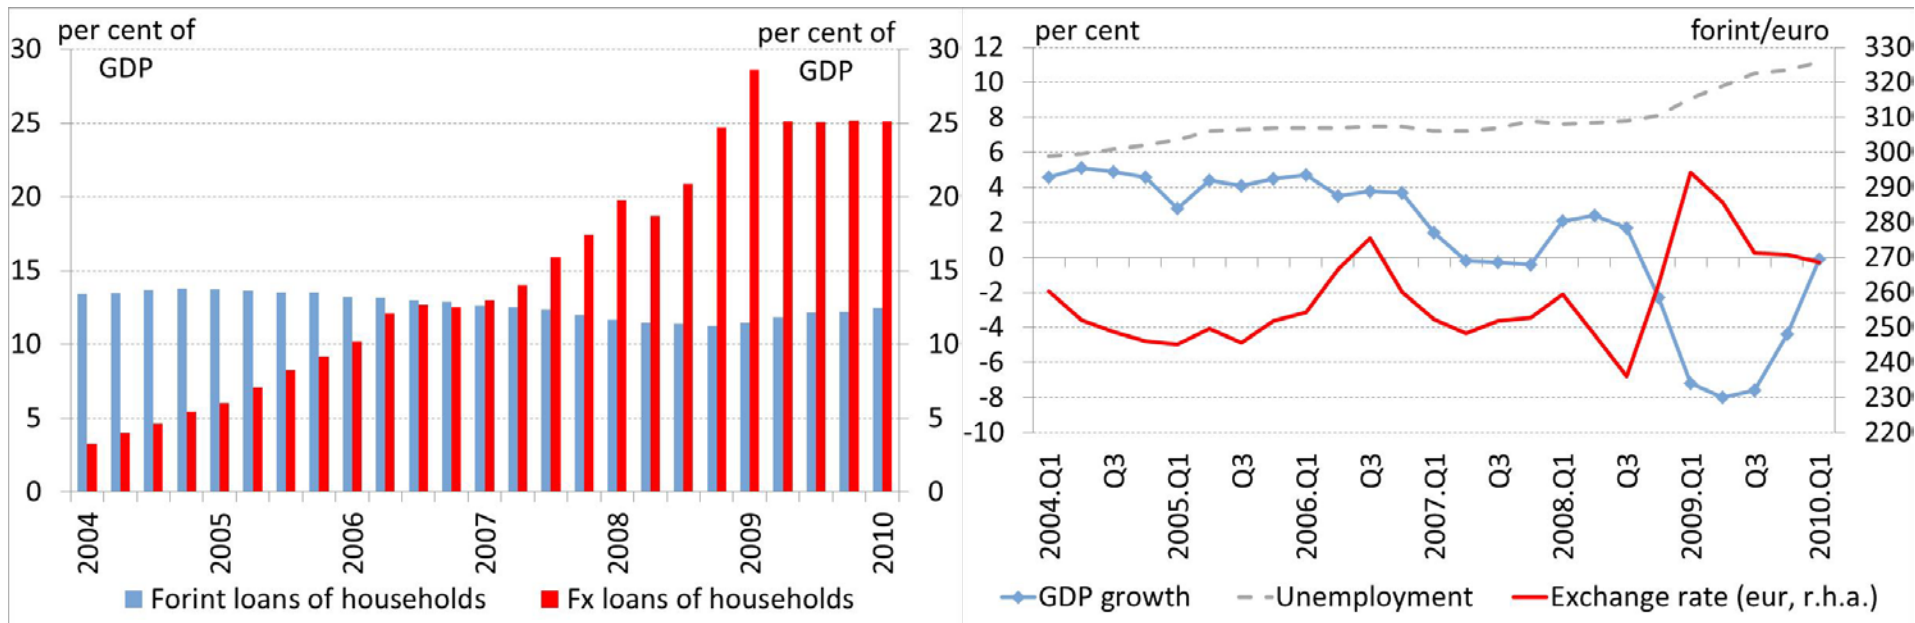 per cent of
GDP
per cent of
GDP
30
25
20
15
10
5
0
30
25
20
15
10
5
0
2004
2005
2006
2007
2008
2009
2010
Forint loans of households
Fx loans of households
per cent
forint/euro
12
10
8
6
4
2
0
-2
-4
-6
-8
-10
330
320
310
300
290
280
270
260
250
240
230
220
2004.Q1
Q3
2005.Q1
Q3
2006.Q1
Q3
2007.Q1
Q3
2008.Q1
Q3
2009.Q1
Q3
2010.Q1
GDP growth
Unemployment
Exchange rate (eur, r.h.a.)